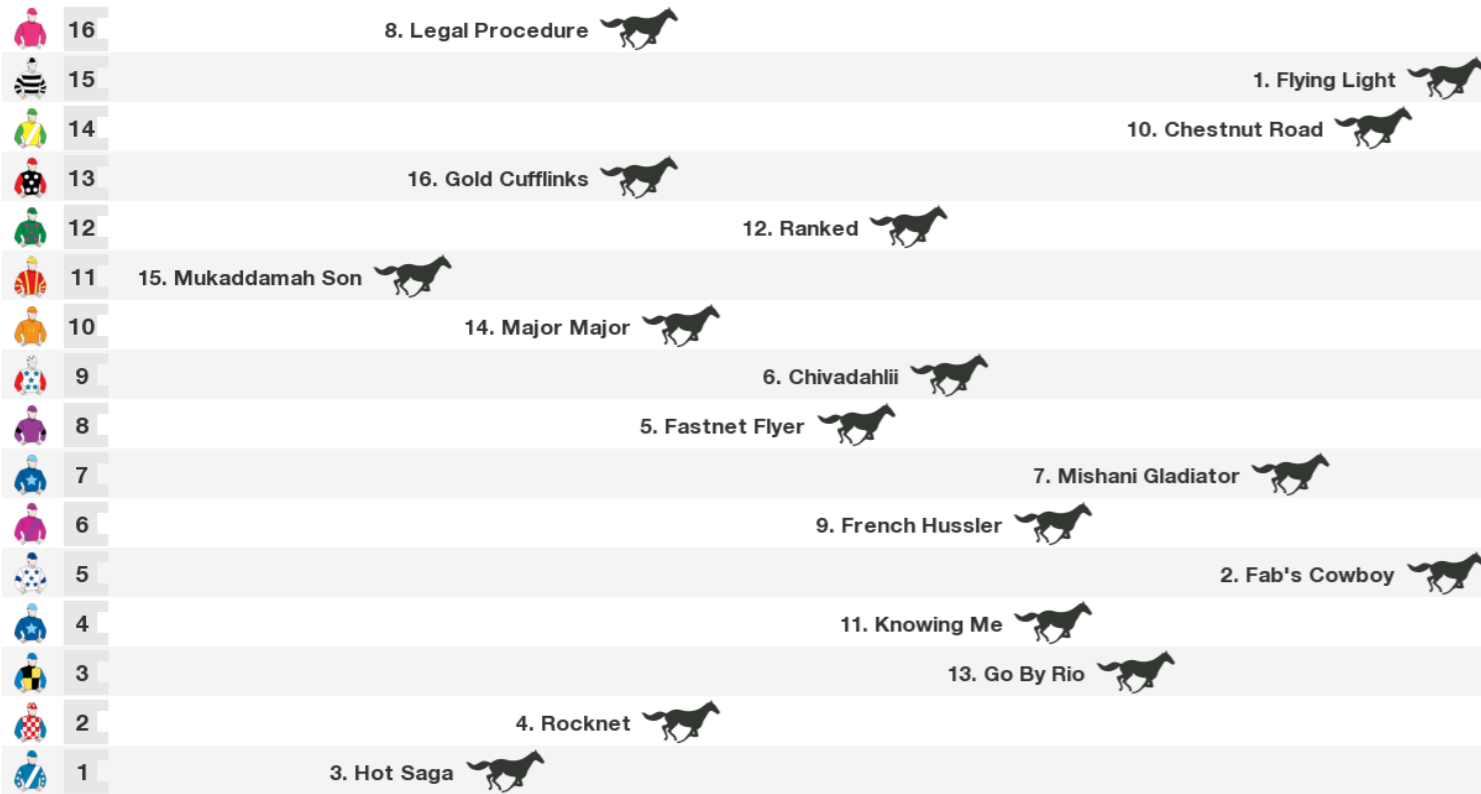 16 8. Legal Procedure
15 1. Flying Light
14 10. Chestnut Road
13 16. Gold Cufflinks
12 12. Ranked
11 15. Mukaddamah Son
10 14. Major Major
9 6. Chivadahlii
8 5. Fastnet Flyer
7 7. Mishani Gladiator
6 9. French Hussler
5 2. Fab's Cowboy
4 11. Knowing Me
3 13. Go By Rio
2 4. Rocknet
1 3. Hot Saga